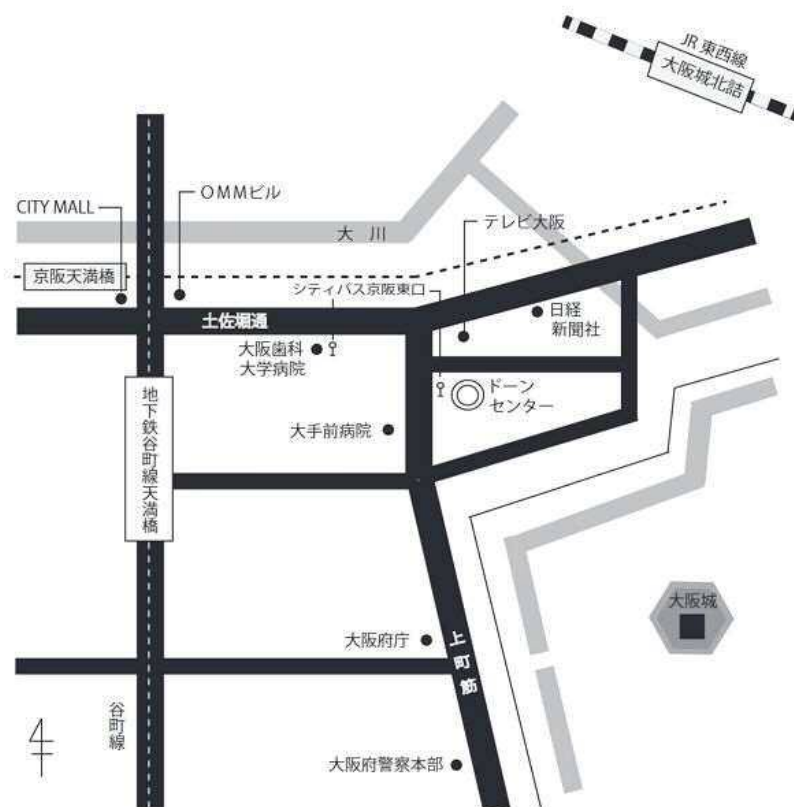 JR 東西線
大阪城北詰
OMMビル
CITY MALL
テレビ大阪
大 川
京阪天満橋
シティバス京阪東口
土佐堀通
日経
新聞社
大阪歯科
大学病院
ドーン
センター
地下鉄谷町線天満橋
大手前病院
大阪城
大阪府庁
上町筋
谷町線
大阪府警察本部